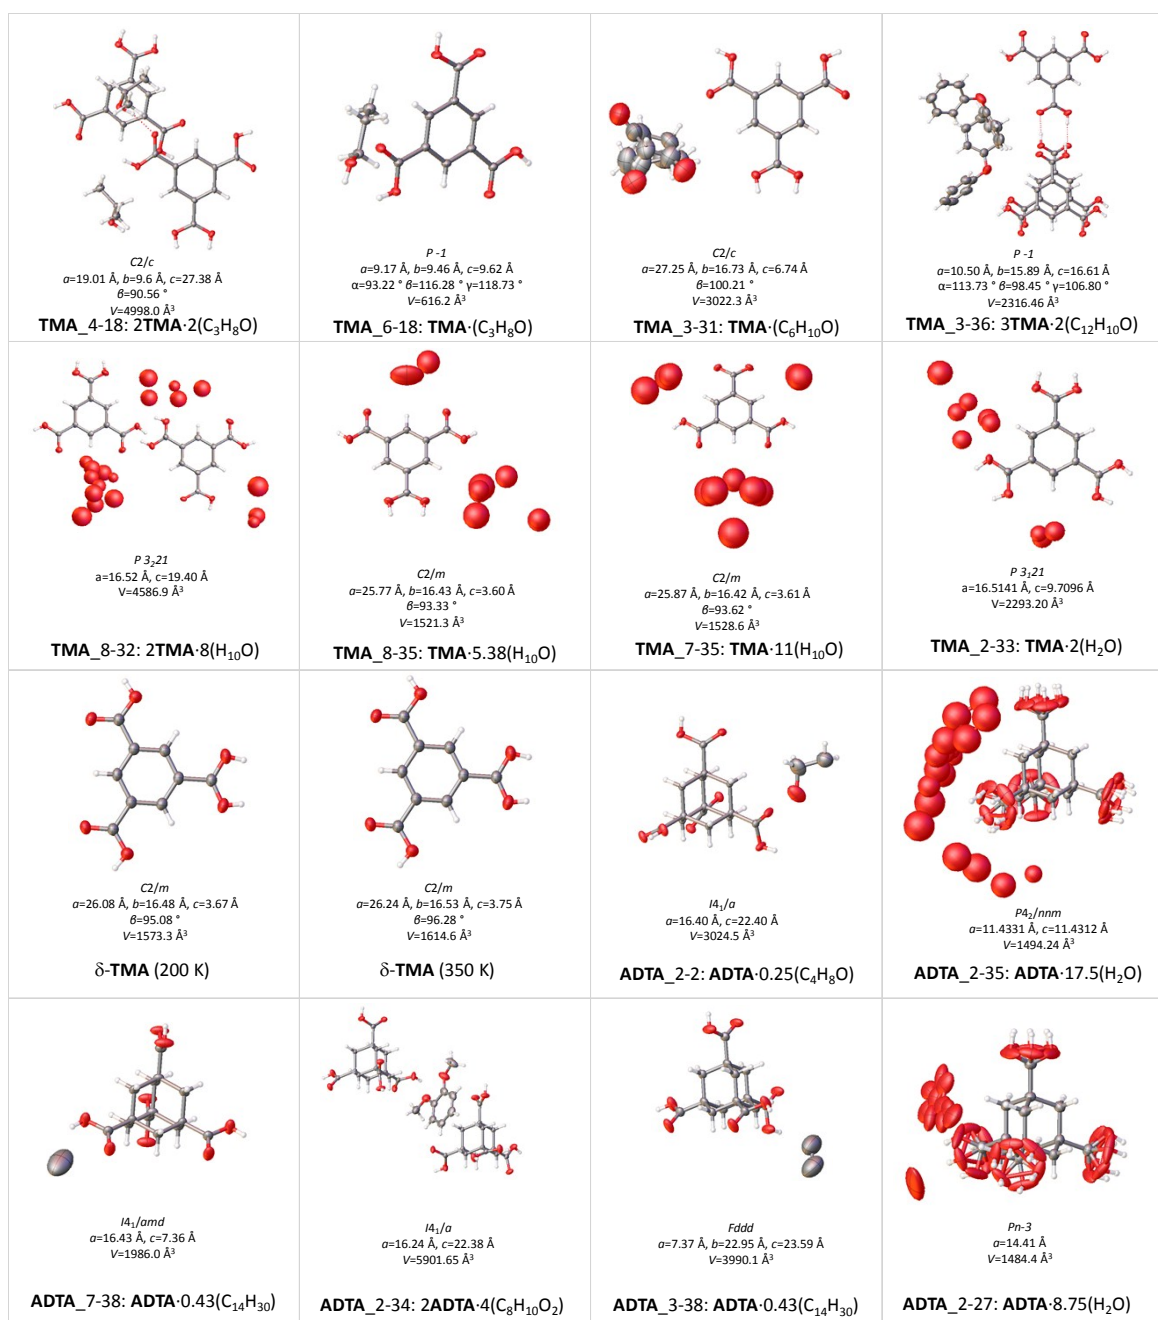 C2/c
a=19.01 Å, b=9.6 Å, c=27.38 Å
β=90.56 °
V=4998.0 Å³
TMA_4-18: 2TMA·2(C₃H₈O)
P -1
a=9.17 Å, b=9.46 Å, c=9.62 Å
α=93.22 ° β=116.28 ° γ=118.73 °
V=616.2 Å³
TMA_6-18: TMA·(C₃H₈O)
C2/c
a=27.25 Å, b=16.73 Å, c=6.74 Å
β=100.21 °
V=3022.3 Å³
TMA_3-31: TMA·(C₆H₁₀O)
P -1
a=10.50 Å, b=15.89 Å, c=16.61 Å
α=113.73 ° β=98.45 ° γ=106.80 °
V=2316.46 Å³
TMA_3-36: 3TMA·2(C₁₂H₁₀O)
P 3₂21
a=16.52 Å, c=19.40 Å
V=4586.9 Å³
TMA_8-32: 2TMA·8(H₁₀O)
C2/m
a=25.77 Å, b=16.43 Å, c=3.60 Å
β=93.33 °
V=1521.3 Å³
TMA_8-35: TMA·5.38(H₁₀O)
C2/m
a=25.87 Å, b=16.42 Å, c=3.61 Å
β=93.62 °
V=1528.6 Å³
TMA_7-35: TMA·11(H₁₀O)
P 3₁21
a=16.5141 Å, c=9.7096 Å
V=2293.20 Å³
TMA_2-33: TMA·2(H₂O)
C2/m
a=26.08 Å, b=16.48 Å, c=3.67 Å
β=95.08 °
V=1573.3 Å³
δ-TMA (200 K)
C2/m
a=26.24 Å, b=16.53 Å, c=3.75 Å
β=96.28 °
V=1614.6 Å³
δ-TMA (350 K)
I4₁/a
a=16.40 Å, c=22.40 Å
V=3024.5 Å³
ADTA_2-2: ADTA·0.25(C₄H₈O)
P4₂/nnm
a=11.4331 Å, c=11.4312 Å
V=1494.24 Å³
ADTA_2-35: ADTA·17.5(H₂O)
I4₁/amd
a=16.43 Å, c=7.36 Å
V=1986.0 Å³
ADTA_7-38: ADTA·0.43(C₁₄H₃₀)
I4₁/a
a=16.24 Å, c=22.38 Å
V=5901.65 Å³
ADTA_2-34: 2ADTA·4(C₈H₁₀O₂)
Fddd
a=7.37 Å, b=22.95 Å, c=23.59 Å
V=3990.1 Å³
ADTA_3-38: ADTA·0.43(C₁₄H₃₀)
Pn-3
a=14.41 Å
V=1484.4 Å³
ADTA_2-27: ADTA·8.75(H₂O)